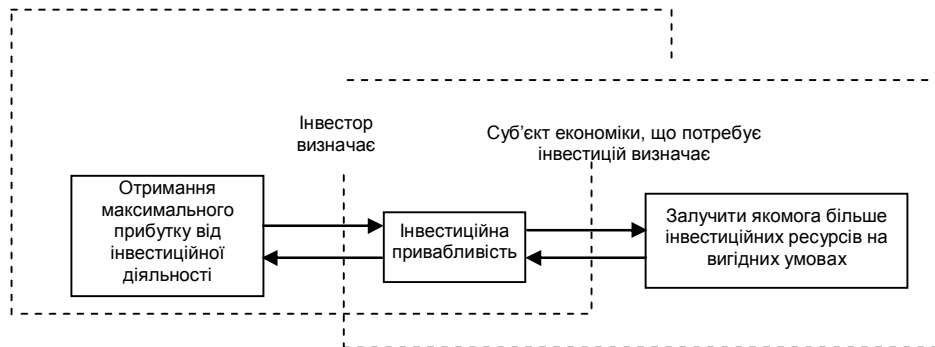 Інвестор
визначає
Суб’єкт економіки, що потребує
інвестицій визначає
Отримання
максимального
прибутку від
інвестиційної
діяльності
Інвестиційна
привабливість
Залучити якомога більше
інвестиційних ресурсів на
вигідних умовах